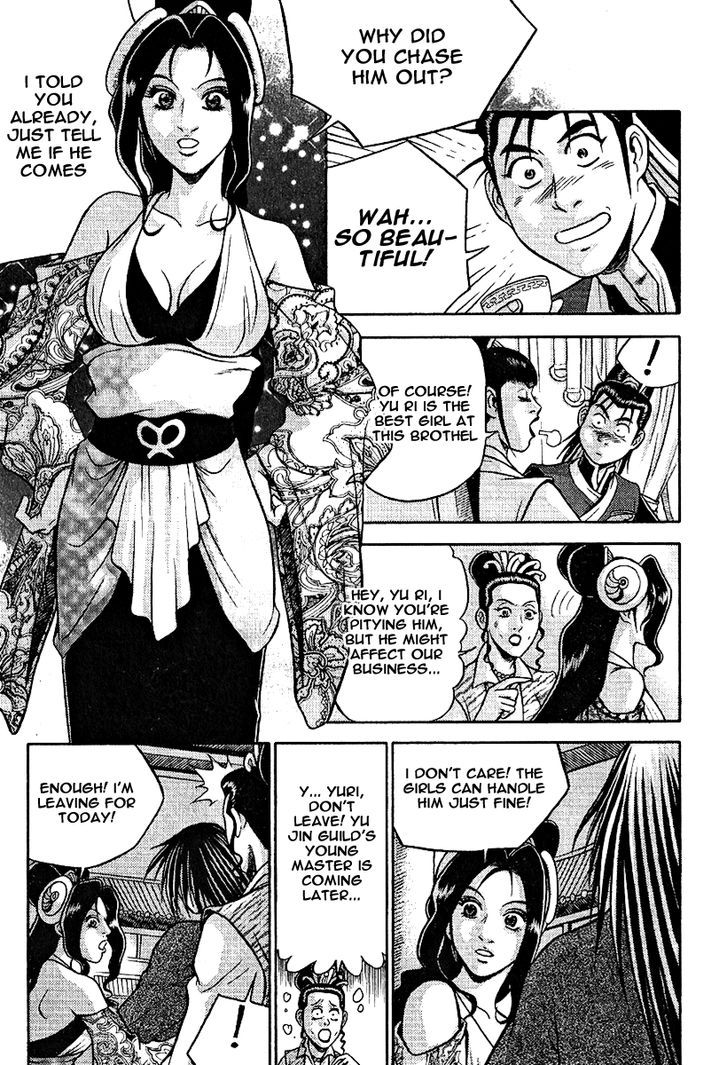 WHY DID
YOU CHASE
HIM OUT?
I TOLD
YOU
ALREADY,
JUST TELL
ME IF HE
COMES
WAH...
SO BEAU-
TIFUL!
OF COURSE!
YU RI IS THE
BEST GIRL AT
THIS BROTHEL
!
HEY, YU RI, I
KNOW YOU'RE
PITYING HIM,
BUT HE MIGHT
AFFECT OUR
BUSINESS...
ENOUGH! I'M
LEAVING FOR
TODAY!
!
Y... YURI,
DON'T
LEAVE! YU
JIN GUILD'S
YOUNG
MASTER IS
COMING
LATER...
I DON'T CARE! THE
GIRLS CAN HANDLE
HIM JUST FINE!